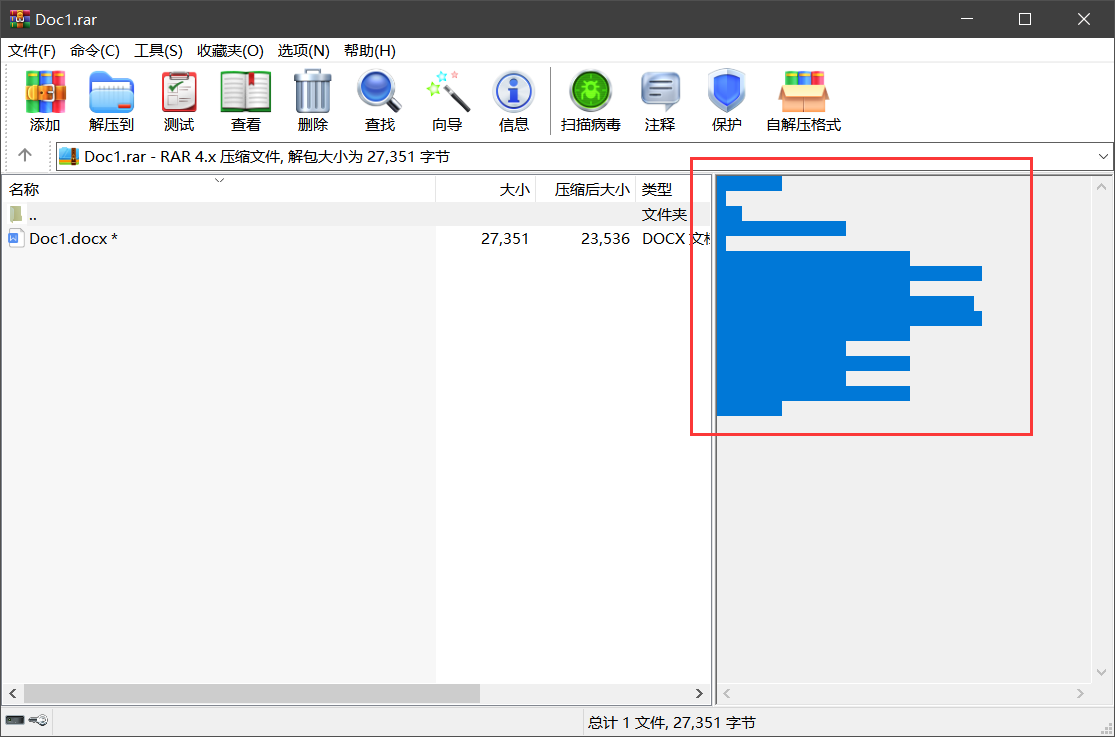 Doc1.rar
文件(F) 命令(C) 工具(S) 收藏夹(O) 选项(N) 帮助(H)
添加 解压到 测试 查看 删除 查找 向导 信息 扫描病毒 注释 保护 自解压格式
Doc1.rar - RAR 4.x 压缩文件, 解包大小为 27,351 字节
名称 大小 压缩后大小 类型
.. 文件夹
Doc1.docx * 27,351 23,536 DOCX 文档
总计 1 文件, 27,351 字节